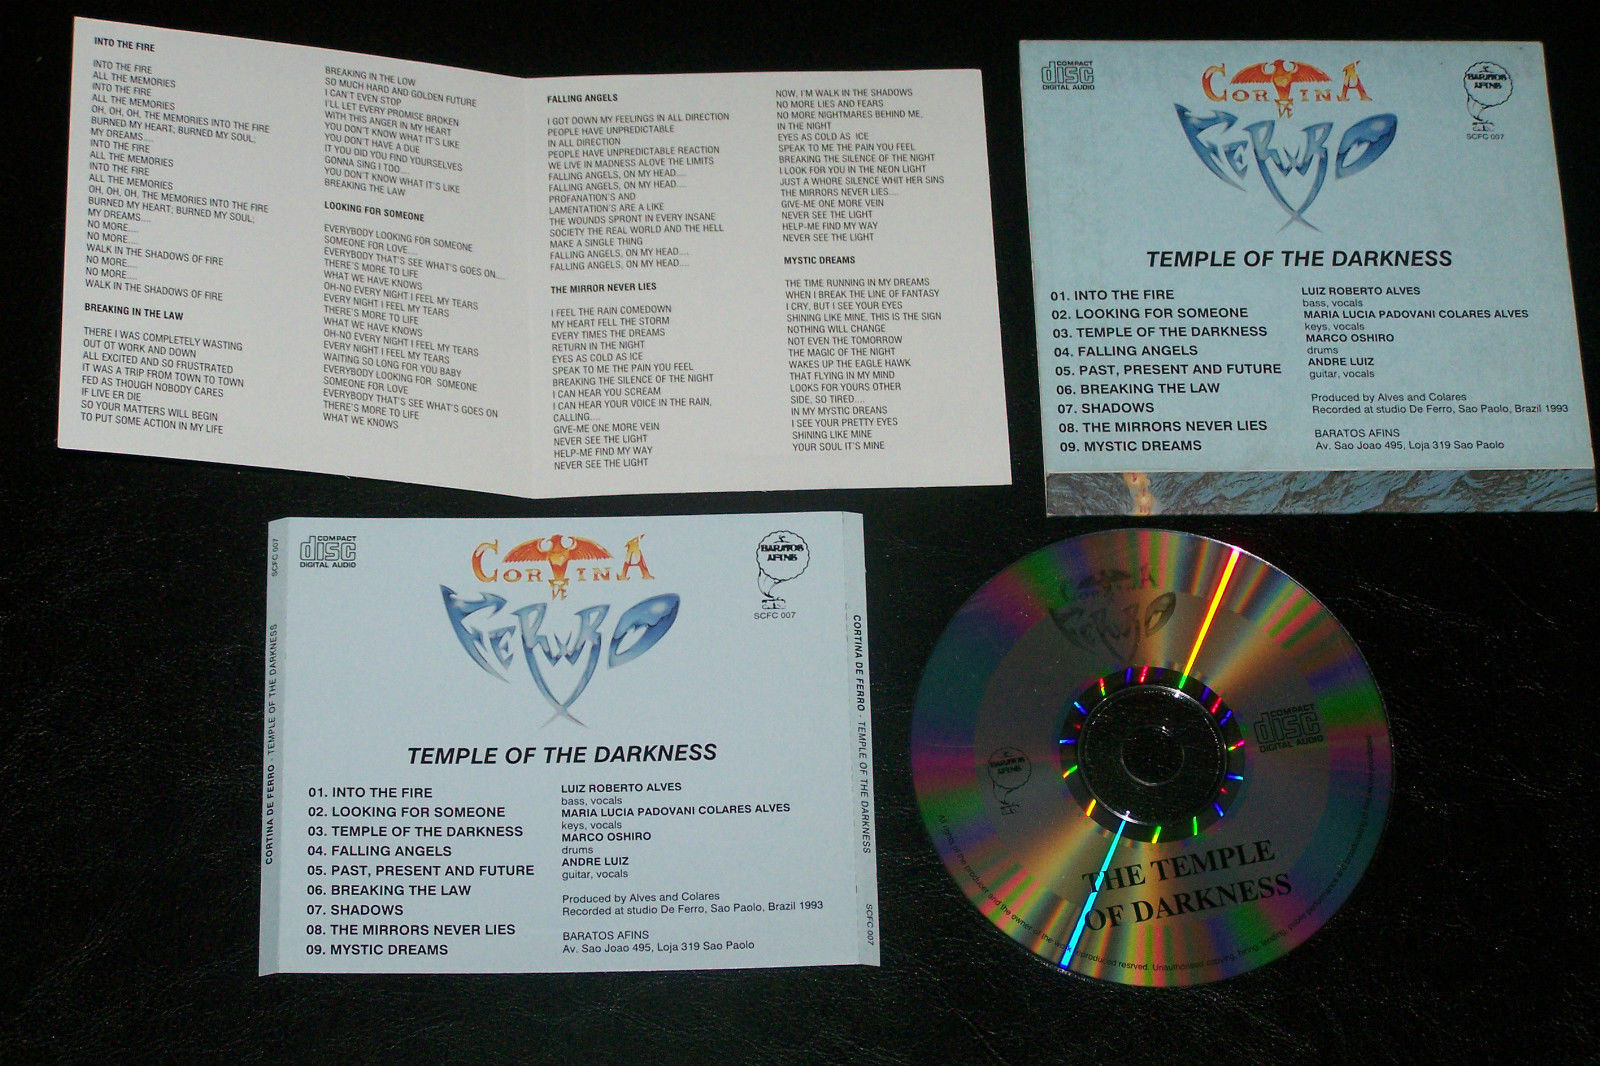 INTO THE FIRE
INTO THE FIRE
ALL THE MEMORIES
INTO THE FIRE
ALL THE MEMORIES
OH, OH, OH, THE MEMORIES INTO THE FIRE
BURNED MY HEART; BURNED MY SOUL;
MY DREAMS....
INTO THE FIRE
ALL THE MEMORIES
INTO THE FIRE
ALL THE MEMORIES
OH, OH, OH, THE MEMORIES INTO THE FIRE
BURNED MY HEART; BURNED MY SOUL;
MY DREAMS....
NO MORE....
NO MORE....
WALK IN THE SHADOWS OF FIRE
NO MORE....
NO MORE....
WALK IN THE SHADOWS OF FIRE
BREAKING IN THE LAW
THERE I WAS COMPLETELY WASTING
OUT OT WORK AND DOWN
ALL EXCITED AND SO FRUSTRATED
IT WAS A TRIP FROM TOWN TO TOWN
FED AS THOUGH NOBODY CARES
IF LIVE ER DIE
SO YOUR MATTERS WILL BEGIN
TO PUT SOME ACTION IN MY LIFE
BREAKING IN THE LOW
SO MUCH HARD AND GOLDEN FUTURE
I CAN'T EVEN STOP
I'LL LET EVERY PROMISE BROKEN
WITH THIS ANGER IN MY HEART
YOU DON'T KNOW WHAT IT'S LIKE
YOU DON'T HAVE A DUE
IT YOU DID YOU FIND YOURSELVES
GONNA SING I TOO....
YOU DON'T KNOW WHAT IT'S LIKE
BREAKING THE LAW
LOOKING FOR SOMEONE
EVERYBODY LOOKING FOR SOMEONE
SOMEONE FOR LOVE....
EVERYBODY THAT'S SEE WHAT'S GOES ON....
THERE'S MORE TO LIFE
WHAT WE HAVE KNOWS
OH-NO EVERY NIGHT I FEEL MY TEARS
EVERY NIGHT I FEEL MY TEARS
THERE'S MORE TO LIFE
WHAT WE HAVE KNOWS
OH-NO EVERY NIGHT I FEEL MY TEARS
EVERY NIGHT I FEEL MY TEARS
WAITING SO LONG FOR YOU BABY
EVERYBODY LOOKING FOR SOMEONE
SOMEONE FOR LOVE
EVERYBODY THAT'S SEE WHAT'S GOES ON
THERE'S MORE TO LIFE
WHAT WE KNOWS
FALLING ANGELS
I GOT DOWN MY FEELINGS IN ALL DIRECTION
PEOPLE HAVE UNPREDICTABLE
IN ALL DIRECTION
PEOPLE HAVE UNPREDICTABLE REACTION
WE LIVE IN MADNESS ALOVE THE LIMITS
FALLING ANGELS, ON MY HEAD....
FALLING ANGELS, ON MY HEAD....
PROFANATION'S AND
LAMENTATION'S ARE A LIKE
THE WOUNDS SPRONT IN EVERY INSANE
SOCIETY THE REAL WORLD AND THE HELL
MAKE A SINGLE THING
FALLING ANGELS, ON MY HEAD....
FALLING ANGELS, ON MY HEAD....
THE MIRROR NEVER LIES
I FEEL THE RAIN COMEDOWN
MY HEART FELL THE STORM
EVERY TIMES THE DREAMS
RETURN IN THE NIGHT
EYES AS COLD AS ICE
SPEAK TO ME THE PAIN YOU FEEL
BREAKING THE SILENCE OF THE NIGHT
I CAN HEAR YOU SCREAM
I CAN HEAR YOUR VOICE IN THE RAIN,
CALLING....
GIVE-ME ONE MORE VEIN
NEVER SEE THE LIGHT
HELP-ME FIND MY WAY
NEVER SEE THE LIGHT
NOW, I'M WALK IN THE SHADOWS
NO MORE LIES AND FEARS
NO MORE NIGHTMARES BEHIND ME,
IN THE NIGHT
EYES AS COLD AS ICE
SPEAK TO ME THE PAIN YOU FEEL
BREAKING THE SILENCE OF THE NIGHT
I LOOK FOR YOU IN THE NEON LIGHT
JUST A WHORE SILENCE WHIT HER SINS
THE MIRRORS NEVER LIES....
GIVE-ME ONE MORE VEIN
NEVER SEE THE LIGHT
HELP-ME FIND MY WAY
NEVER SEE THE LIGHT
MYSTIC DREAMS
THE TIME RUNNING IN MY DREAMS
WHEN I BREAK THE LINE OF FANTASY
I CRY, BUT I SEE YOUR EYES
SHINING LIKE MINE, THIS IS THE SIGN
NOTHING WILL CHANGE
NOT EVEN THE TOMORROW
THE MAGIC OF THE NIGHT
WAKES UP THE EAGLE HAWK
THAT FLYING IN MY MIND
LOOKS FOR YOURS OTHER
SIDE, SO TIRED....
IN MY MYSTIC DREANS
I SEE YOUR PRETTY EYES
SHINING LIKE MINE
YOUR SOUL IT'S MINE
COMPACT
disc
DIGITAL AUDIO
CORTINA
DE
FERRO
BARATOS
AFINS
SCFC 007
TEMPLE OF THE DARKNESS
01. INTO THE FIRE
02. LOOKING FOR SOMEONE
03. TEMPLE OF THE DARKNESS
04. FALLING ANGELS
05. PAST, PRESENT AND FUTURE
06. BREAKING THE LAW
07. SHADOWS
08. THE MIRRORS NEVER LIES
09. MYSTIC DREAMS
LUIZ ROBERTO ALVES
bass, vocals
MARIA LUCIA PADOVANI COLARES ALVES
keys, vocals
MARCO OSHIRO
drums
ANDRE LUIZ
guitar, vocals
Produced by Alves and Colares
Recorded at studio De Ferro, Sao Paolo, Brazil 1993
BARATOS AFINS
Av. Sao Joao 495, Loja 319 Sao Paolo
SCFC 007
CORTINA DE FERRO - TEMPLE OF THE DARKNESS
COMPACT
disc
DIGITAL AUDIO
CORTINA
DE
FERRO
BARATOS
AFINS
SCFC 007
TEMPLE OF THE DARKNESS
01. INTO THE FIRE
02. LOOKING FOR SOMEONE
03. TEMPLE OF THE DARKNESS
04. FALLING ANGELS
05. PAST, PRESENT AND FUTURE
06. BREAKING THE LAW
07. SHADOWS
08. THE MIRRORS NEVER LIES
09. MYSTIC DREAMS
LUIZ ROBERTO ALVES
bass, vocals
MARIA LUCIA PADOVANI COLARES ALVES
keys, vocals
MARCO OSHIRO
drums
ANDRE LUIZ
guitar, vocals
Produced by Alves and Colares
Recorded at studio De Ferro, Sao Paolo, Brazil 1993
BARATOS AFINS
Av. Sao Joao 495, Loja 319 Sao Paolo
CORTINA DE FERRO - TEMPLE OF THE DARKNESS
SCFC 007
CORTINA
DE
FERRO
COMPACT
disc
DIGITAL AUDIO
BARATOS
AFINS
THE TEMPLE
OF DARKNESS
All rights of the producer and the owner of the work reproduced resrved. Unauthorised copying, hiring, lending, public performance and broadcasting of this